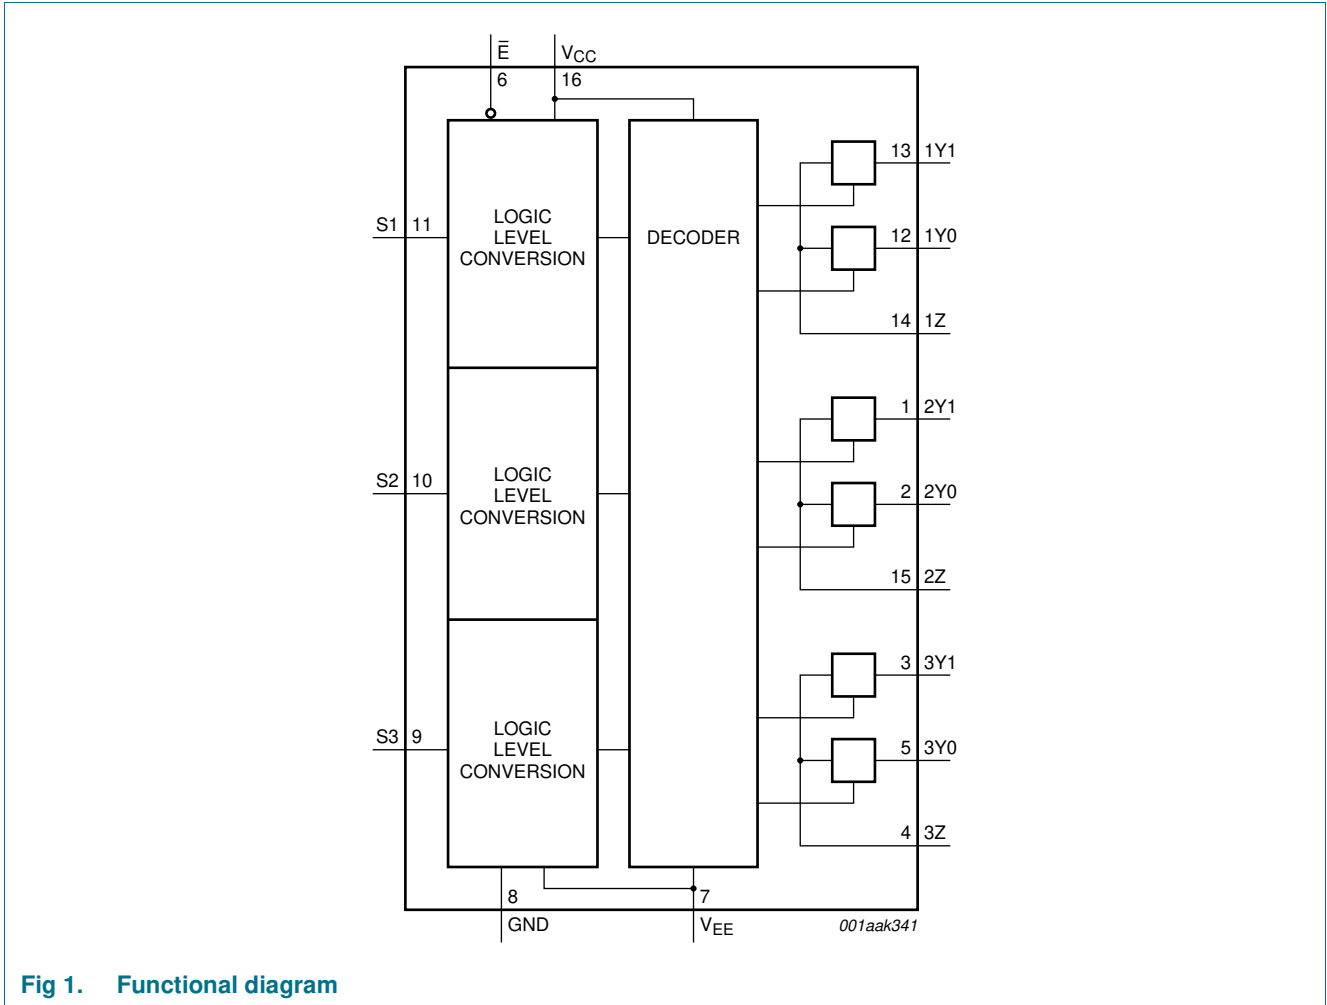 E̅
VCC
6
16
13 1Y1
S1 11
LOGIC
LEVEL
CONVERSION
DECODER
12 1Y0
14 1Z
1 2Y1
S2 10
LOGIC
LEVEL
CONVERSION
2 2Y0
15 2Z
3 3Y1
S3 9
LOGIC
LEVEL
CONVERSION
5 3Y0
4 3Z
8
7
GND
VEE
001aak341
Fig 1. Functional diagram